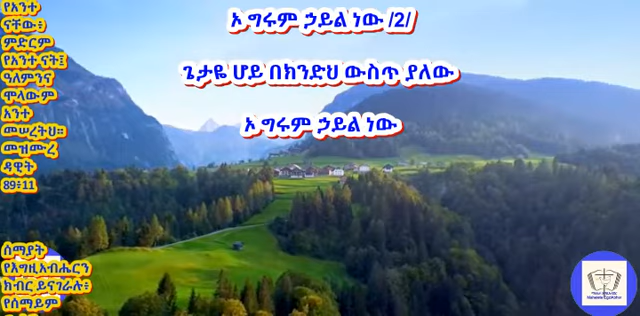 ኦ ግሩም ኃይል ነው /2/
ጌታዬ ሆይ በክንድህ ውስጥ ያለው
ኦ ግሩም ኃይል ነው
የአንተ
ናቸው፥
ምድርም
የአንተ ናት፤
ዓለምንና
ሞላውም
አንተ
መሠረትህ።
መዝሙረ
ዳዊት
89፥11
ሰማያት
የእግዚአብሔርን
ክብር ይናገራሉ፥
የሰማይም